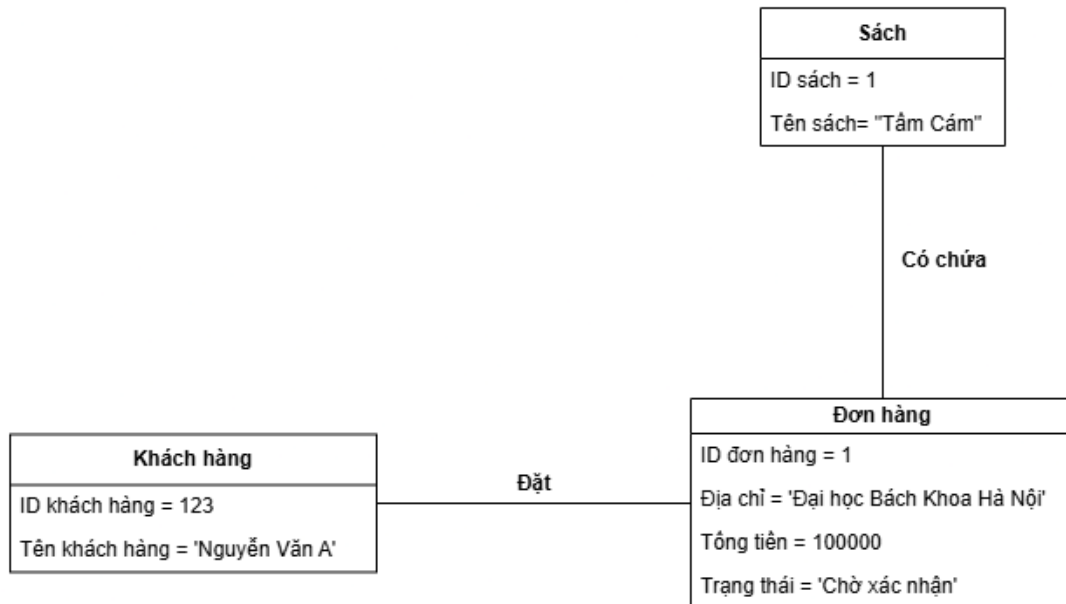 Sách
ID sách = 1
Tên sách= "Tấm Cám"
Có chứa
Khách hàng
ID khách hàng = 123
Tên khách hàng = 'Nguyễn Văn A'
Đặt
Đơn hàng
ID đơn hàng = 1
Địa chỉ = 'Đại học Bách Khoa Hà Nội'
Tổng tiền = 100000
Trạng thái = 'Chờ xác nhận'